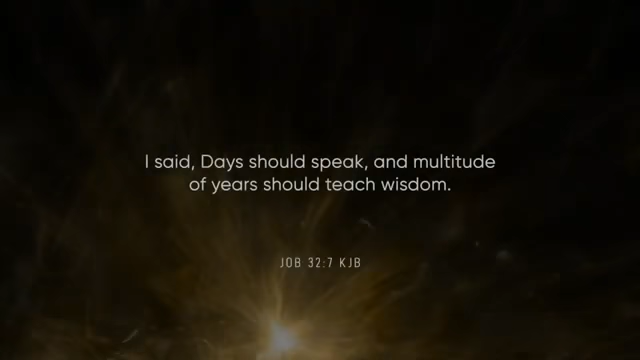 I said, Days should speak, and multitude
of years should teach wisdom.
JOB 32:7 KJB